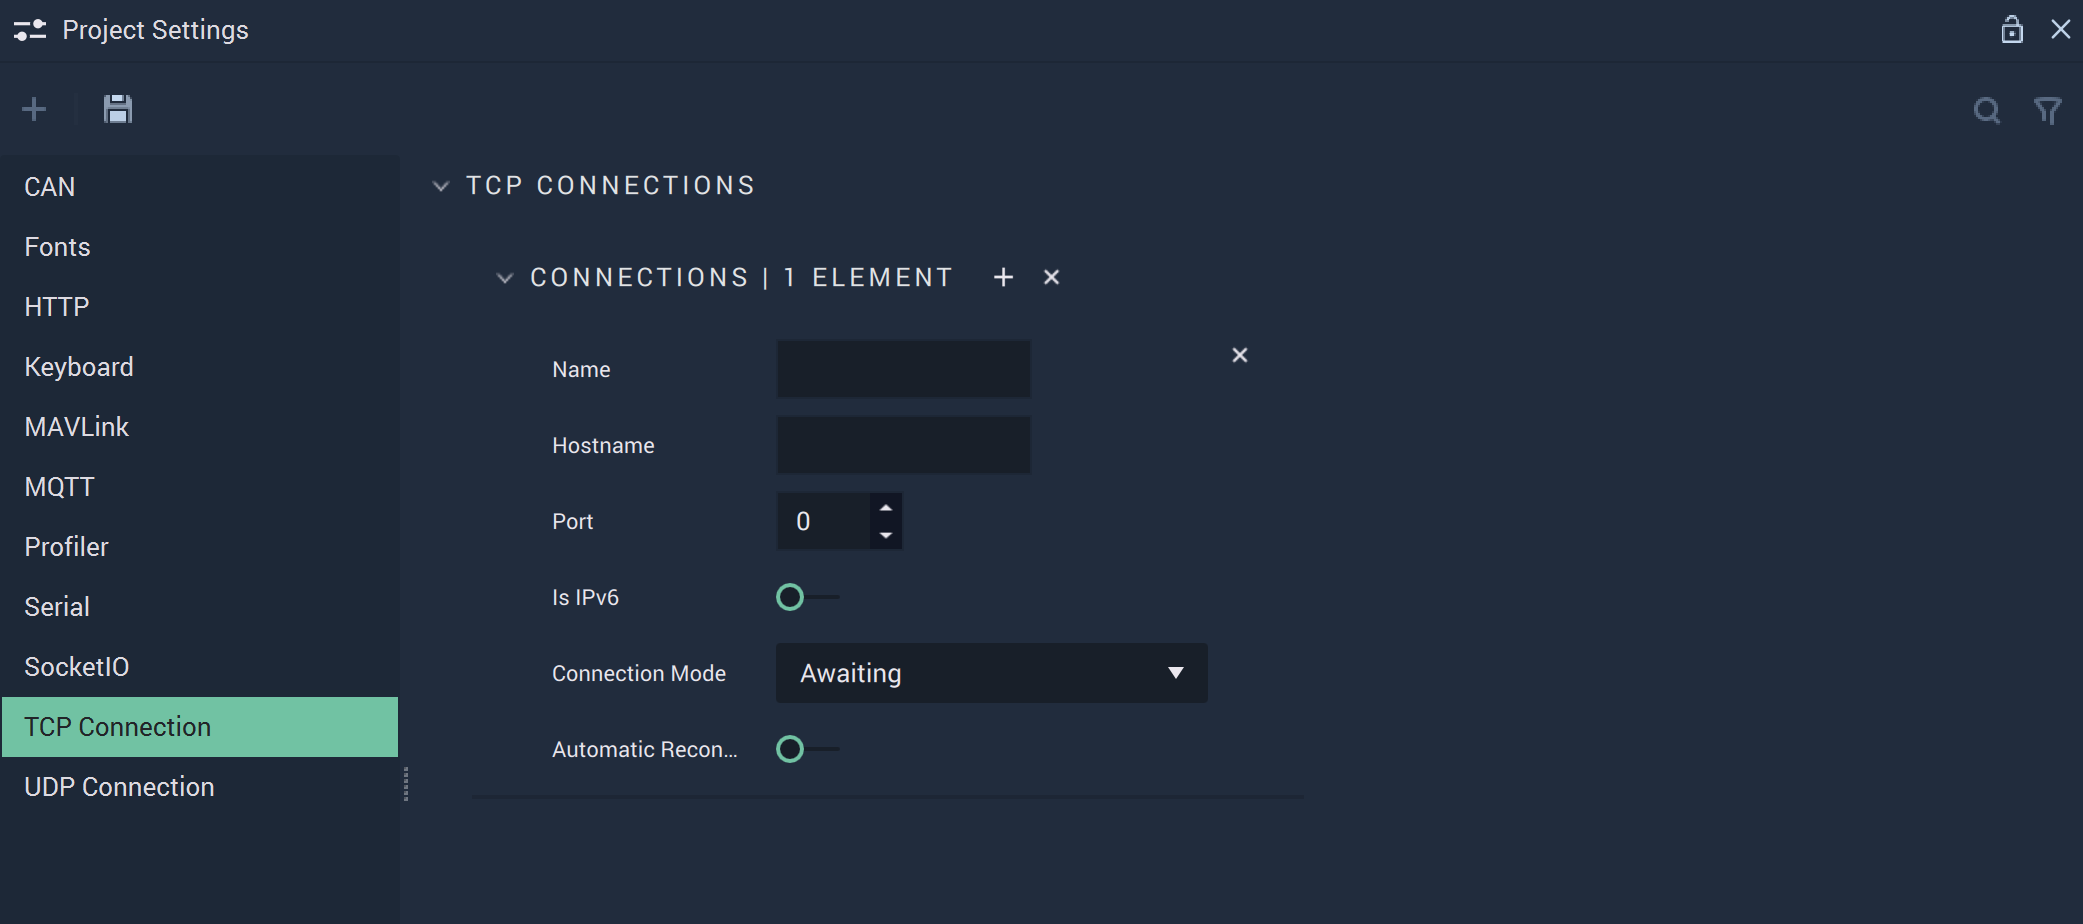 Project Settings
CAN
Fonts
HTTP
Keyboard
MAVLink
MQTT
Profiler
Serial
SocketIO
TCP Connection
UDP Connection
TCP CONNECTIONS
CONNECTIONS | 1 ELEMENT
Name
Hostname
Port 0
Is IPv6
Connection Mode Awaiting
Automatic Recon...